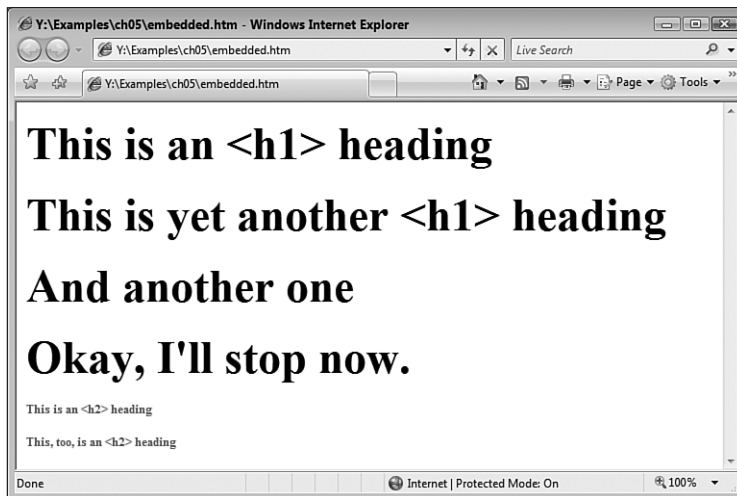 Y:\Examples\ch05\embedded.htm - Windows Internet Explorer
Y:\Examples\ch05\embedded.htm Live Search
Y:\Examples\ch05\embedded.htm Page Tools »
This is an <h1> heading
This is yet another <h1> heading
And another one
Okay, I'll stop now.
This is an <h2> heading
This, too, is an <h2> heading
Done Internet | Protected Mode: On 100%